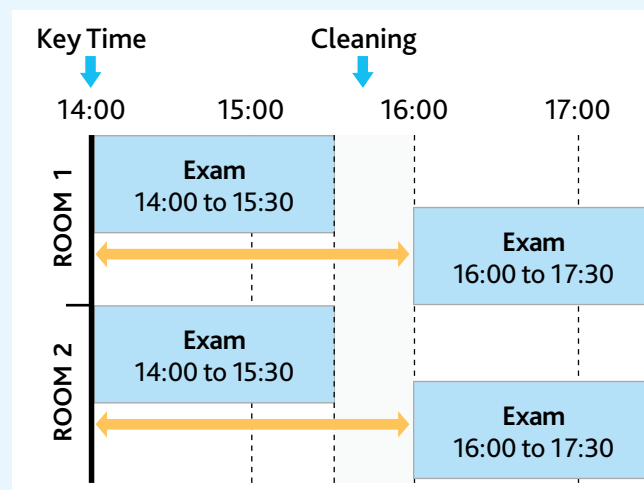 Key Time
Cleaning
14:00
15:00
16:00
17:00
ROOM 1
Exam
14:00 to 15:30
Exam
16:00 to 17:30
ROOM 2
Exam
14:00 to 15:30
Exam
16:00 to 17:30